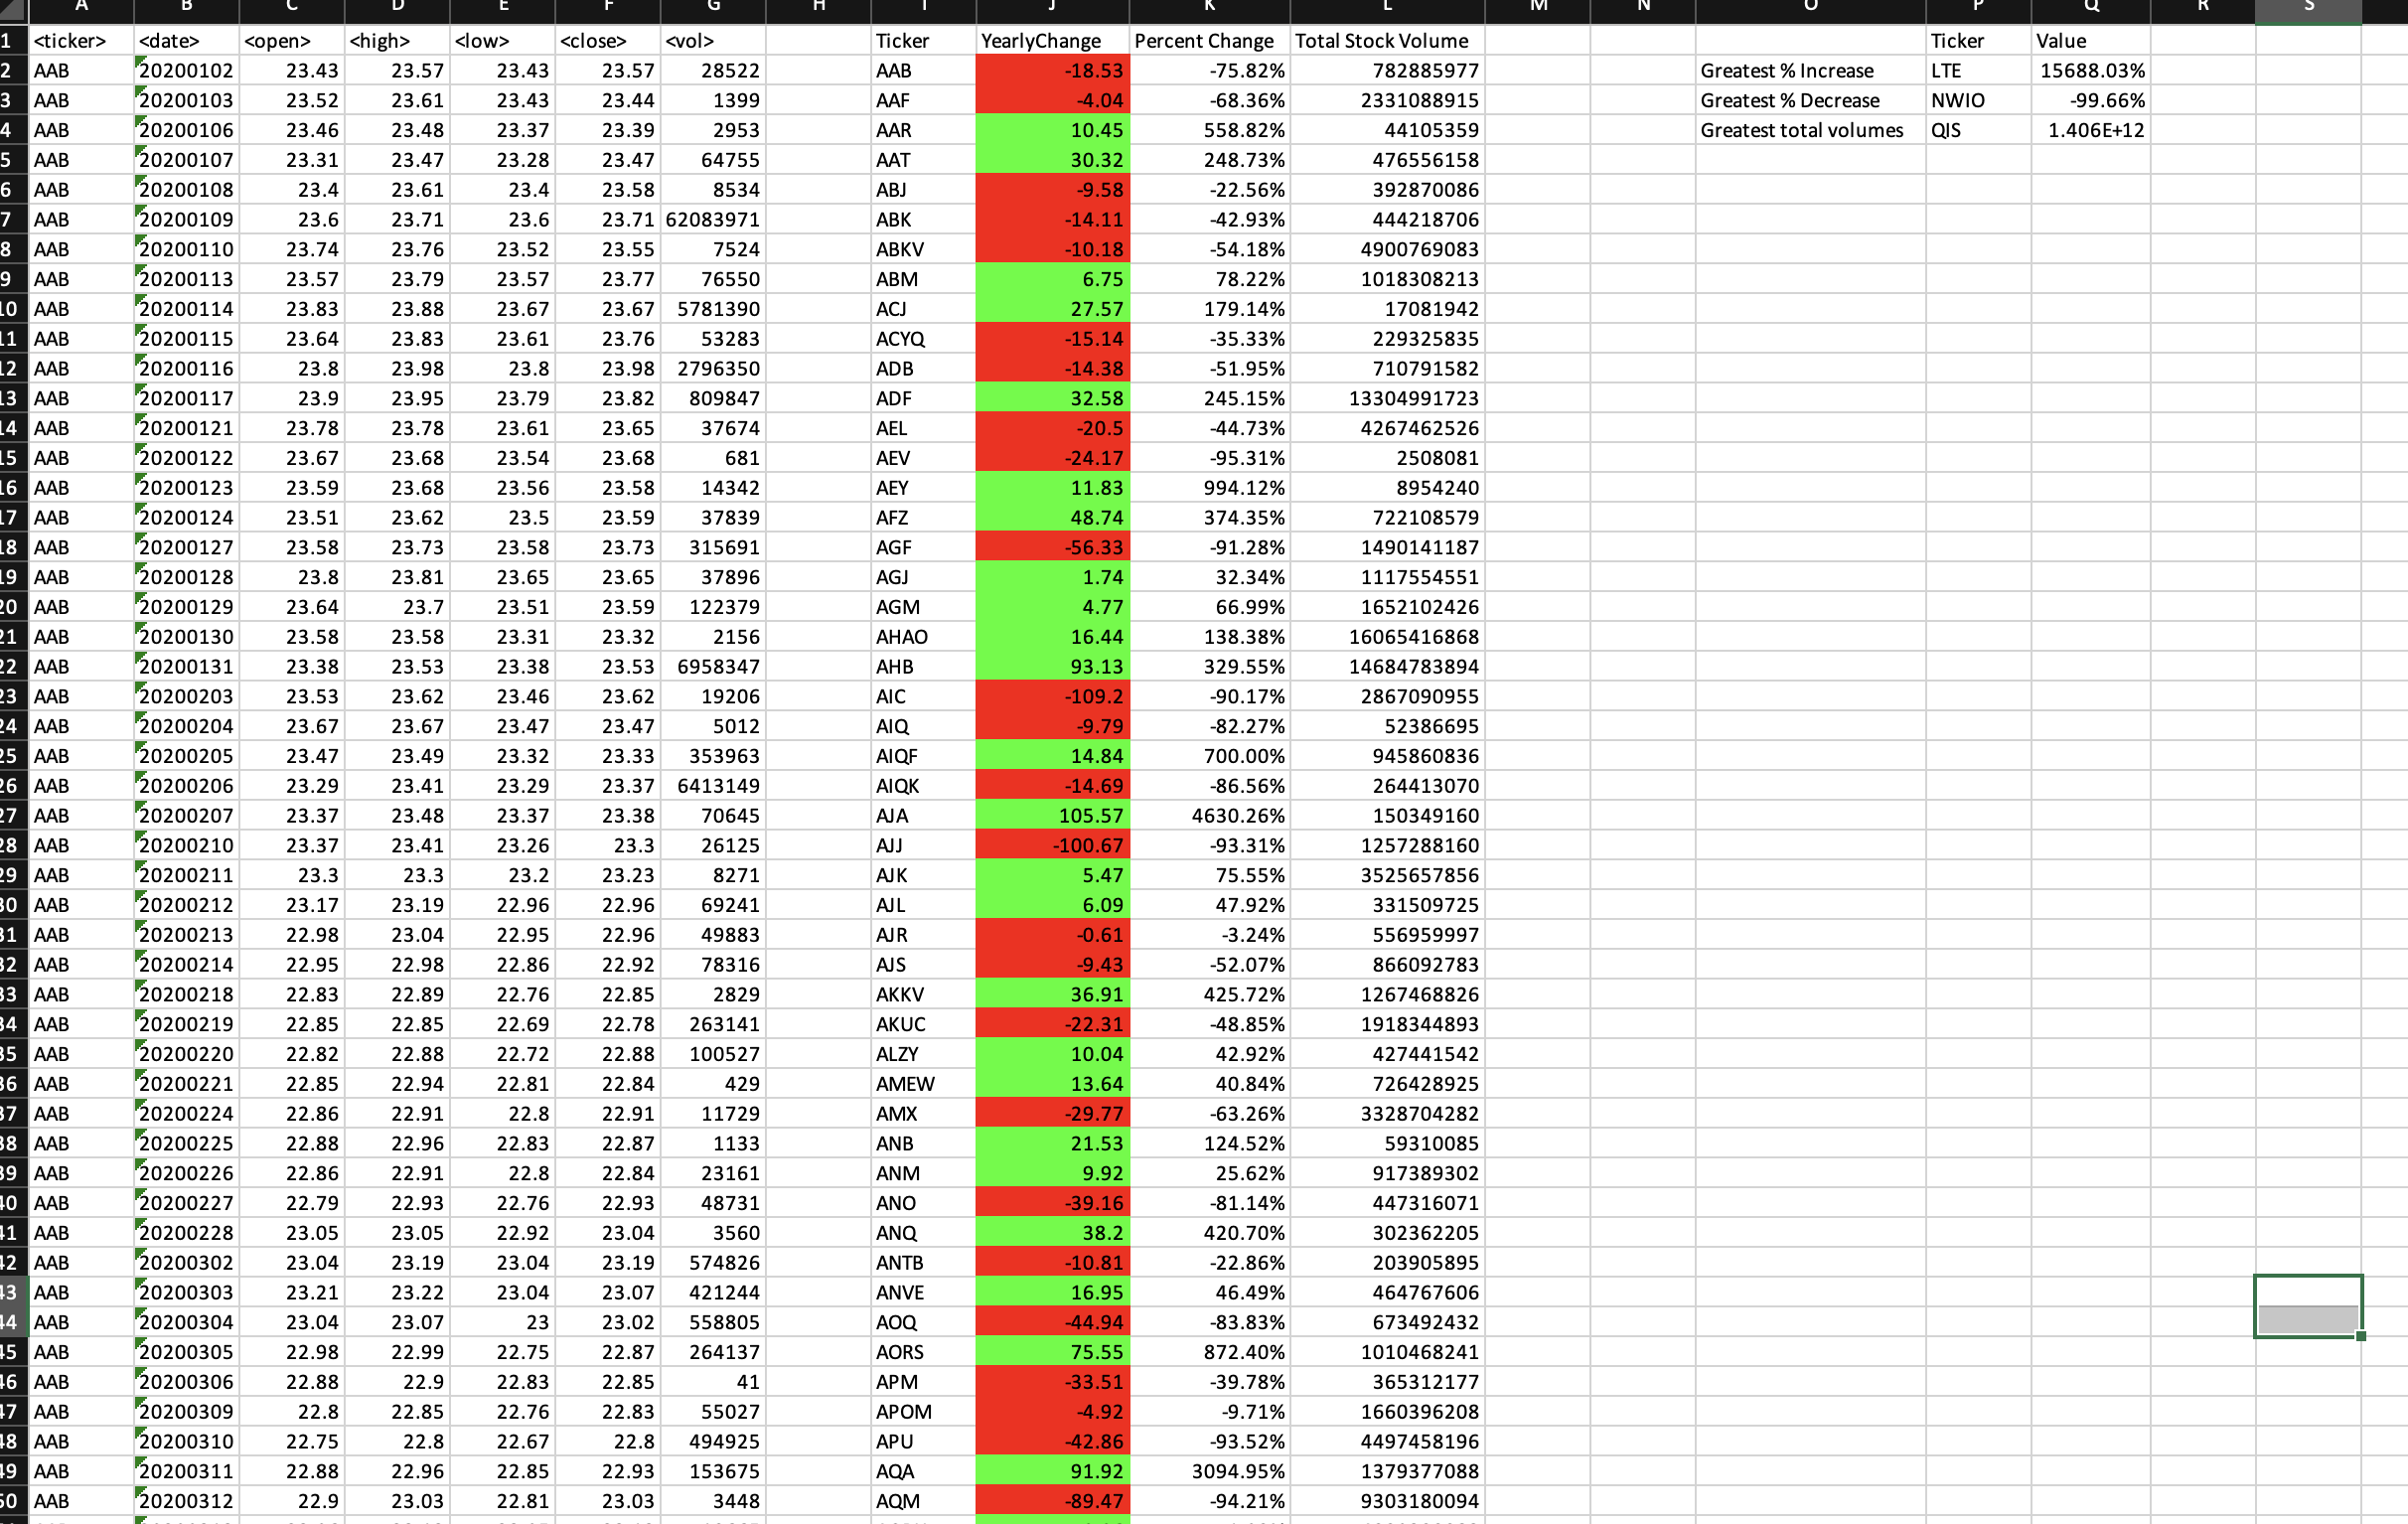 A B C D E F G H I J K L M N O P Q R S
1 <ticker> <date> <open> <high> <low> <close> <vol> Ticker YearlyChange Percent Change Total Stock Volume Ticker Value
2 AAB 20200102 23.43 23.57 23.43 23.57 28522 AAB -18.53 -75.82% 782885977 Greatest % Increase LTE 15688.03%
3 AAB 20200103 23.52 23.61 23.43 23.44 1399 AAF -4.04 -68.36% 2331088915 Greatest % Decrease NWIO -99.66%
4 AAB 20200106 23.46 23.48 23.37 23.39 2953 AAR 10.45 558.82% 44105359 Greatest total volumes QIS 1.406E+12
5 AAB 20200107 23.31 23.47 23.28 23.47 64755 AAT 30.32 248.73% 476556158
6 AAB 20200108 23.4 23.61 23.4 23.58 8534 ABJ -9.58 -22.56% 392870086
7 AAB 20200109 23.6 23.71 23.6 23.71 62083971 ABK -14.11 -42.93% 444218706
8 AAB 20200110 23.74 23.76 23.52 23.55 7524 ABKV -10.18 -54.18% 4900769083
9 AAB 20200113 23.57 23.79 23.57 23.77 76550 ABM 6.75 78.22% 1018308213
10 AAB 20200114 23.83 23.88 23.67 23.67 5781390 ACJ 27.57 179.14% 17081942
11 AAB 20200115 23.64 23.83 23.61 23.76 53283 ACYQ -15.14 -35.33% 229325835
12 AAB 20200116 23.8 23.98 23.8 23.98 2796350 ADB -14.38 -51.95% 710791582
13 AAB 20200117 23.9 23.95 23.79 23.82 809847 ADF 32.58 245.15% 13304991723
14 AAB 20200121 23.78 23.78 23.61 23.65 37674 AEL -20.5 -44.73% 4267462526
15 AAB 20200122 23.67 23.68 23.54 23.68 681 AEV -24.17 -95.31% 2508081
16 AAB 20200123 23.59 23.68 23.56 23.58 14342 AEY 11.83 994.12% 8954240
17 AAB 20200124 23.51 23.62 23.5 23.59 37839 AFZ 48.74 374.35% 722108579
18 AAB 20200127 23.58 23.73 23.58 23.73 315691 AGF -56.33 -91.28% 1490141187
19 AAB 20200128 23.8 23.81 23.65 23.65 37896 AGJ 1.74 32.34% 1117554551
20 AAB 20200129 23.64 23.7 23.51 23.59 122379 AGM 4.77 66.99% 1652102426
21 AAB 20200130 23.58 23.58 23.31 23.32 2156 AHAO 16.44 138.38% 16065416868
22 AAB 20200131 23.38 23.53 23.38 23.53 6958347 AHB 93.13 329.55% 14684783894
23 AAB 20200203 23.53 23.62 23.46 23.62 19206 AIC -109.2 -90.17% 2867090955
24 AAB 20200204 23.67 23.67 23.47 23.47 5012 AIQ -9.79 -82.27% 52386695
25 AAB 20200205 23.47 23.49 23.32 23.33 353963 AIQF 14.84 700.00% 945860836
26 AAB 20200206 23.29 23.41 23.29 23.37 6413149 AIQK -14.69 -86.56% 264413070
27 AAB 20200207 23.37 23.48 23.37 23.38 70645 AJA 105.57 4630.26% 150349160
28 AAB 20200210 23.37 23.41 23.26 23.3 26125 AJJ -100.67 -93.31% 1257288160
29 AAB 20200211 23.3 23.3 23.2 23.23 8271 AJK 5.47 75.55% 3525657856
30 AAB 20200212 23.17 23.19 22.96 22.96 69241 AJL 6.09 47.92% 331509725
31 AAB 20200213 22.98 23.04 22.95 22.96 49883 AJR -0.61 -3.24% 556959997
32 AAB 20200214 22.95 22.98 22.86 22.92 78316 AJS -9.43 -52.07% 866092783
33 AAB 20200218 22.83 22.89 22.76 22.85 2829 AKKV 36.91 425.72% 1267468826
34 AAB 20200219 22.85 22.85 22.69 22.78 263141 AKUC -22.31 -48.85% 1918344893
35 AAB 20200220 22.82 22.88 22.72 22.88 100527 ALZY 10.04 42.92% 427441542
36 AAB 20200221 22.85 22.94 22.81 22.84 429 AMEW 13.64 40.84% 726428925
37 AAB 20200224 22.86 22.91 22.8 22.91 11729 AMX -29.77 -63.26% 3328704282
38 AAB 20200225 22.88 22.96 22.83 22.87 1133 ANB 21.53 124.52% 59310085
39 AAB 20200226 22.86 22.91 22.8 22.84 23161 ANM 9.92 25.62% 917389302
40 AAB 20200227 22.79 22.93 22.76 22.93 48731 ANO -39.16 -81.14% 447316071
41 AAB 20200228 23.05 23.05 22.92 23.04 3560 ANQ 38.2 420.70% 302362205
42 AAB 20200302 23.04 23.19 23.04 23.19 574826 ANTB -10.81 -22.86% 203905895
43 AAB 20200303 23.21 23.22 23.04 23.07 421244 ANVE 16.95 46.49% 464767606
44 AAB 20200304 23.04 23.07 23 23.02 558805 AOQ -44.94 -83.83% 673492432
45 AAB 20200305 22.98 22.99 22.75 22.87 264137 AORS 75.55 872.40% 1010468241
46 AAB 20200306 22.88 22.9 22.83 22.85 41 APM -33.51 -39.78% 365312177
47 AAB 20200309 22.8 22.85 22.76 22.83 55027 APOM -4.92 -9.71% 1660396208
48 AAB 20200310 22.75 22.8 22.67 22.8 494925 APU -42.86 -93.52% 4497458196
49 AAB 20200311 22.88 22.96 22.85 22.93 153675 AQA 91.92 3094.95% 1379377088
50 AAB 20200312 22.9 23.03 22.81 23.03 3448 AQM -89.47 -94.21% 9303180094